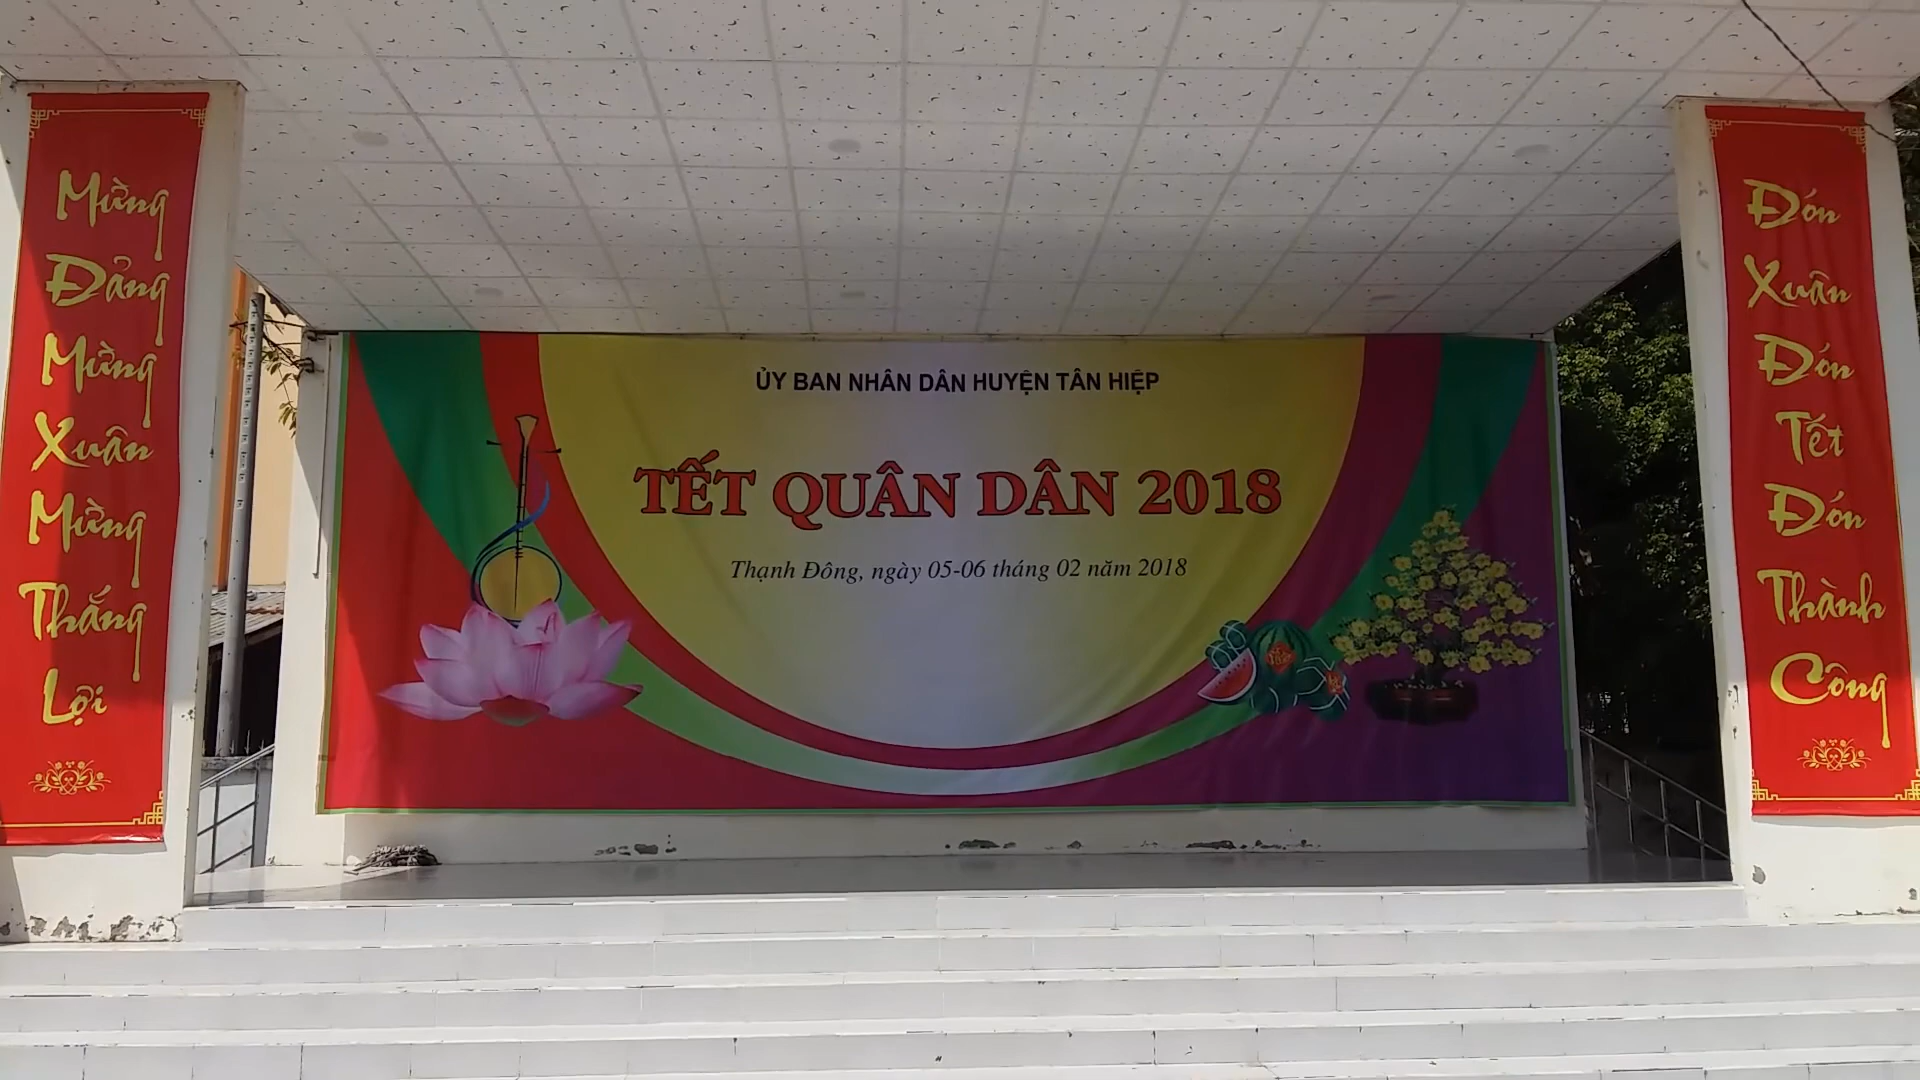 Mừng
Đảng
Mừng
Xuân
Mừng
Thắng
Lợi
ỦY BAN NHÂN DÂN HUYỆN TÂN HIỆP
TẾT QUÂN DÂN 2018
Thạnh Đông, ngày 05-06 tháng 02 năm 2018
Đón
Xuân
Đón
Tết
Đón
Thành
Công